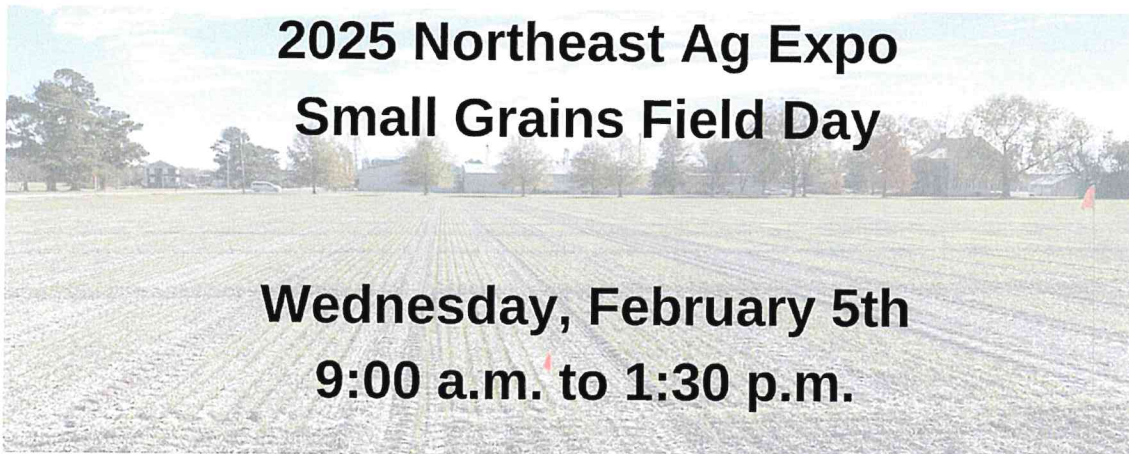 2025 Northeast Ag Expo
Small Grains Field Day
Wednesday, February 5th
9:00 a.m. to 1:30 p.m.